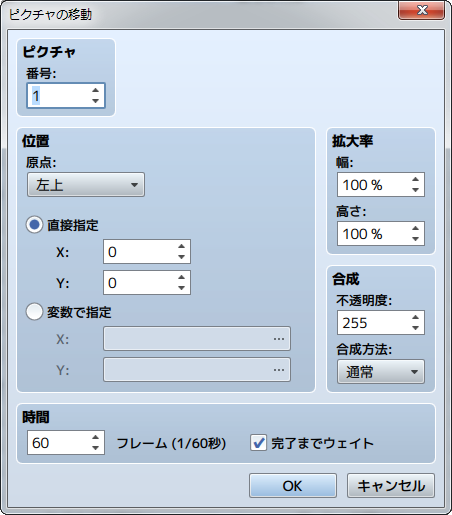 ピクチャの移動
ピクチャ
番号:
1
位置
原点:
左上
直接指定
X: 0
Y: 0
変数で指定
X: ...
Y: ...
拡大率
幅:
100 %
高さ:
100 %
合成
不透明度:
255
合成方法:
通常
時間
60 フレーム (1/60秒) 完了までウェイト
OK キャンセル